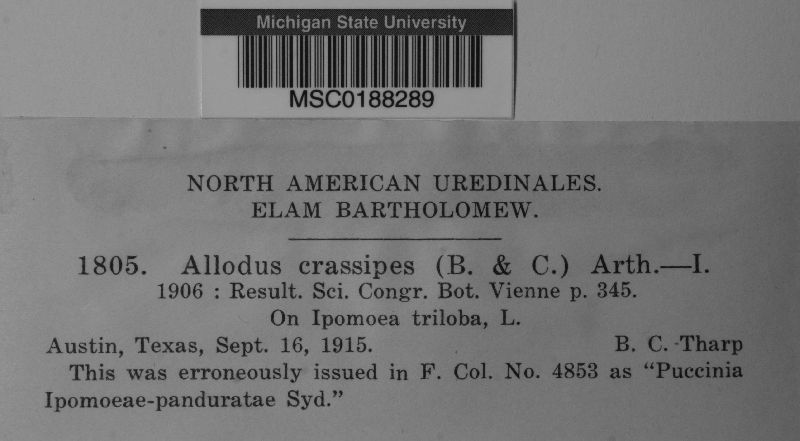 Michigan State University
MSC0188289
NORTH AMERICAN UREDINALES.
ELAM BARTHOLOMEW.
1805. Allodus crassipes (B. & C.) Arth.—I.
1906 : Result. Sci. Congr. Bot. Vienne p. 345.
On Ipomoea triloba, L.
Austin, Texas, Sept. 16, 1915. B. C. Tharp
This was erroneously issued in F. Col. No. 4853 as “Puccinia
Ipomoeae-panduratae Syd.”